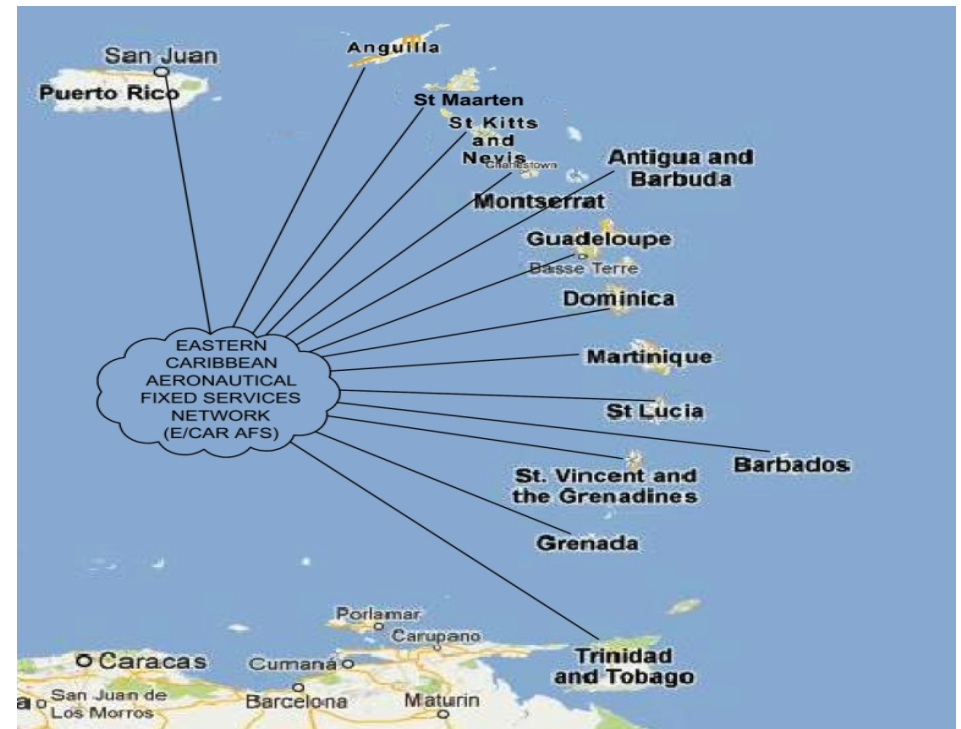 San Juan
Puerto Rico
Anguilla
St Maarten
St Kitts
and
Nevis
Charlestown
Antigua and
Barbuda
Montserrat
Guadeloupe
Basse Terre
Dominica
EASTERN
CARIBBEAN
AERONAUTICAL
FIXED SERVICES
NETWORK
(E/CAR AFS)
Martinique
St Lucia
Barbados
St. Vincent and
the Grenadines
Grenada
Porlamar
Carupano
Caracas
Cumaná
Trinidad
and Tobago
San Juan de
Los Morros
Barcelona
Maturin